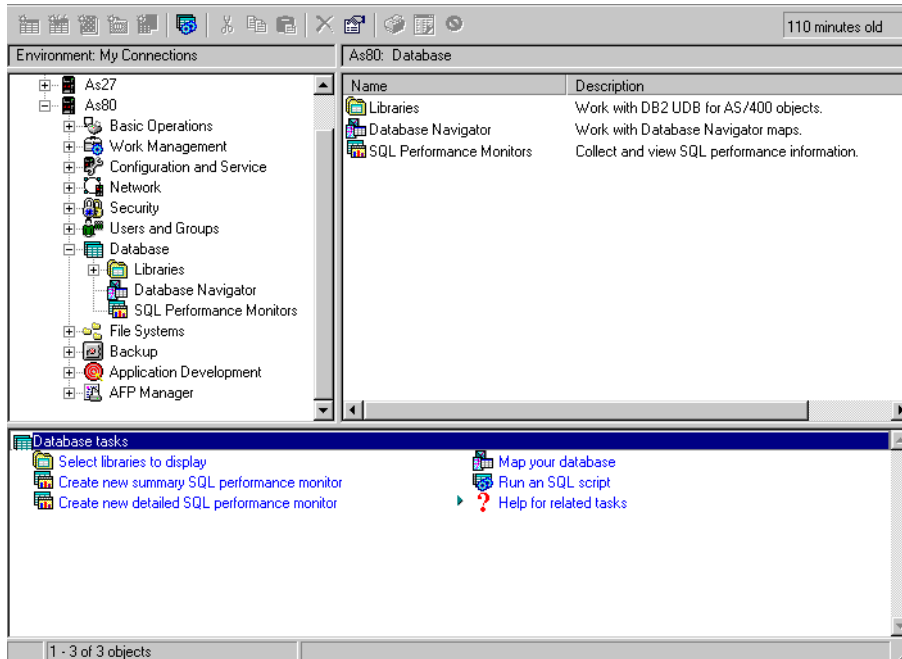 110 minutes old
Environment: My Connections
As80: Database
As27
As80
Basic Operations
Work Management
Configuration and Service
Network
Security
Users and Groups
Database
Libraries
Database Navigator
SQL Performance Monitors
File Systems
Backup
Application Development
AFP Manager
Name Description
Libraries Work with DB2 UDB for AS/400 objects.
Database Navigator Work with Database Navigator maps.
SQL Performance Monitors Collect and view SQL performance information.
Database tasks
Select libraries to display
Create new summary SQL performance monitor
Create new detailed SQL performance monitor
Map your database
Run an SQL script
Help for related tasks
1 - 3 of 3 objects